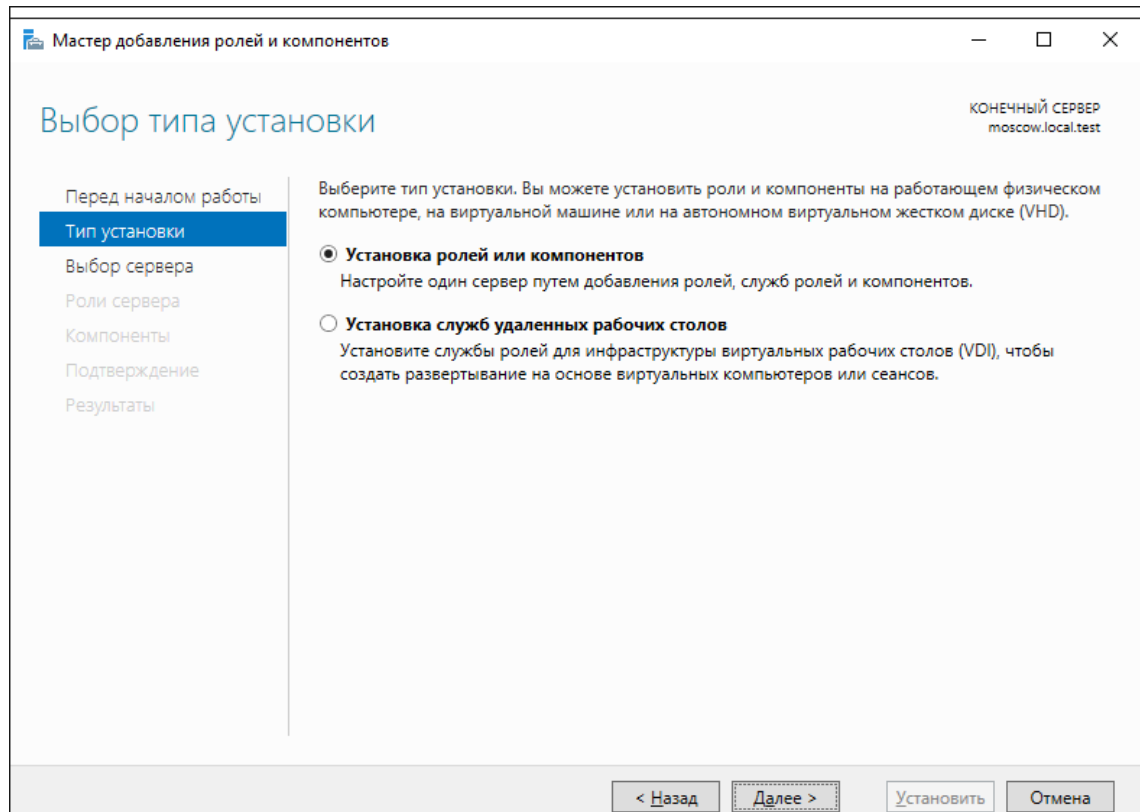 Мастер добавления ролей и компонентов
Выбор типа установки
КОНЕЧНЫЙ СЕРВЕР
moscow.local.test
Перед началом работы
Тип установки
Выбор сервера
Роли сервера
Компоненты
Подтверждение
Результаты
Выберите тип установки. Вы можете установить роли и компоненты на работающем физическом
компьютере, на виртуальной машине или на автономном виртуальном жестком диске (VHD).
Установка ролей или компонентов
Настройте один сервер путем добавления ролей, служб ролей и компонентов.
Установка служб удаленных рабочих столов
Установите службы ролей для инфраструктуры виртуальных рабочих столов (VDI), чтобы
создать развертывание на основе виртуальных компьютеров или сеансов.
< Назад
Далее >
Установить
Отмена